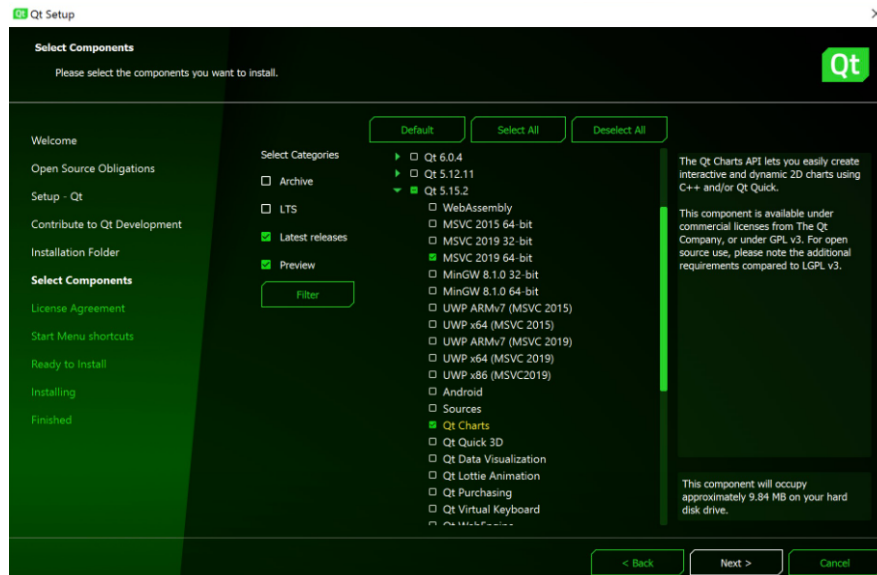 Qt Setup
Select Components
Please select the components you want to install.
Qt
Welcome
Open Source Obligations
Setup - Qt
Contribute to Qt Development
Installation Folder
Select Components
License Agreement
Start Menu shortcuts
Ready to Install
Installing
Finished
Select Categories
Archive
LTS
Latest releases
Preview
Filter
Default
Select All
Deselect All
Qt 6.0.4
Qt 5.12.11
Qt 5.15.2
WebAssembly
MSVC 2015 64-bit
MSVC 2019 32-bit
MSVC 2019 64-bit
MinGW 8.1.0 32-bit
MinGW 8.1.0 64-bit
UWP ARMv7 (MSVC 2015)
UWP x64 (MSVC 2015)
UWP ARMv7 (MSVC 2019)
UWP x64 (MSVC 2019)
UWP x86 (MSVC2019)
Android
Sources
Qt Charts
Qt Quick 3D
Qt Data Visualization
Qt Lottie Animation
Qt Purchasing
Qt Virtual Keyboard
Qt WebEngine
The Qt Charts API lets you easily create
interactive and dynamic 2D charts using
C++ and/or Qt Quick.
This component is available under
commercial licenses from The Qt
Company, or under GPL v3. For open
source use, please note the additional
requirements compared to LGPL v3.
This component will occupy
approximately 9.84 MB on your hard
disk drive.
< Back
Next >
Cancel